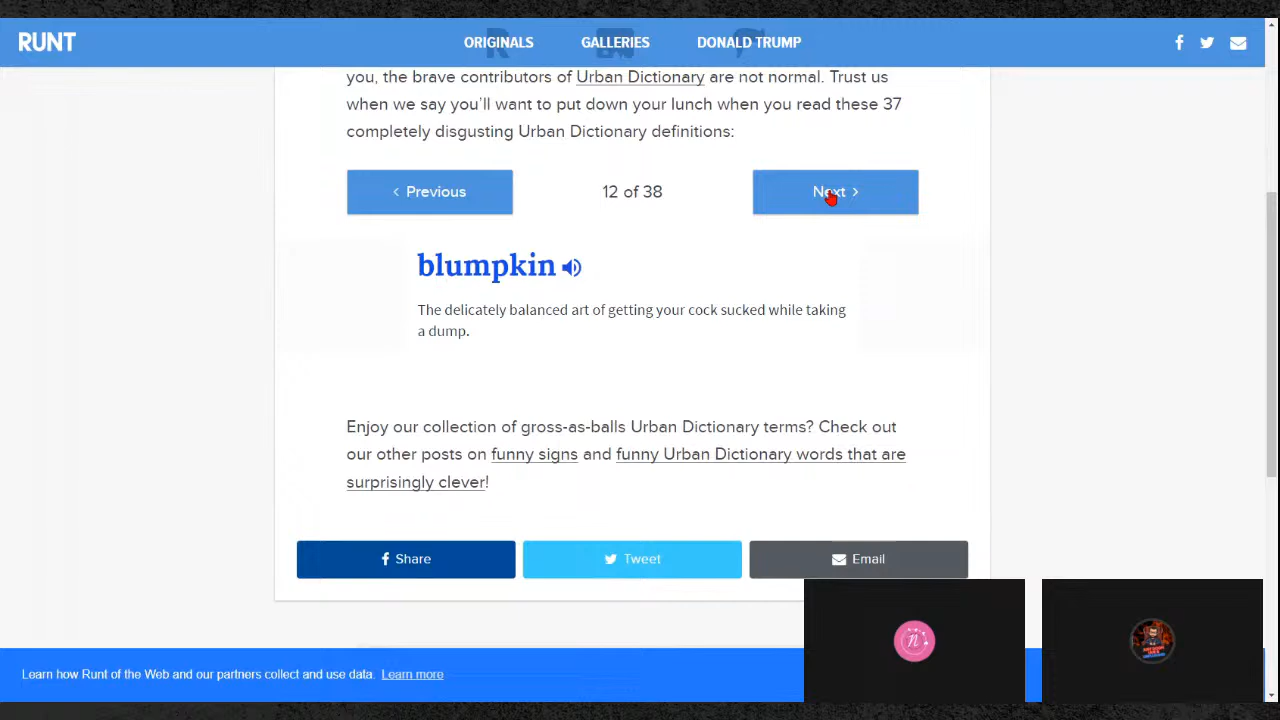 RUNT
ORIGINALS GALLERIES DONALD TRUMP
you, the brave contributors of Urban Dictionary are not normal. Trust us
when we say you'll want to put down your lunch when you read these 37
completely disgusting Urban Dictionary definitions:
Previous 12 of 38 Next
blumpkin
The delicately balanced art of getting your cock sucked while taking
a dump.
Enjoy our collection of gross-as-balls Urban Dictionary terms? Check out
our other posts on funny signs and funny Urban Dictionary words that are
surprisingly clever!
Share Tweet Email
Learn how Runt of the Web and our partners collect and use data. Learn more